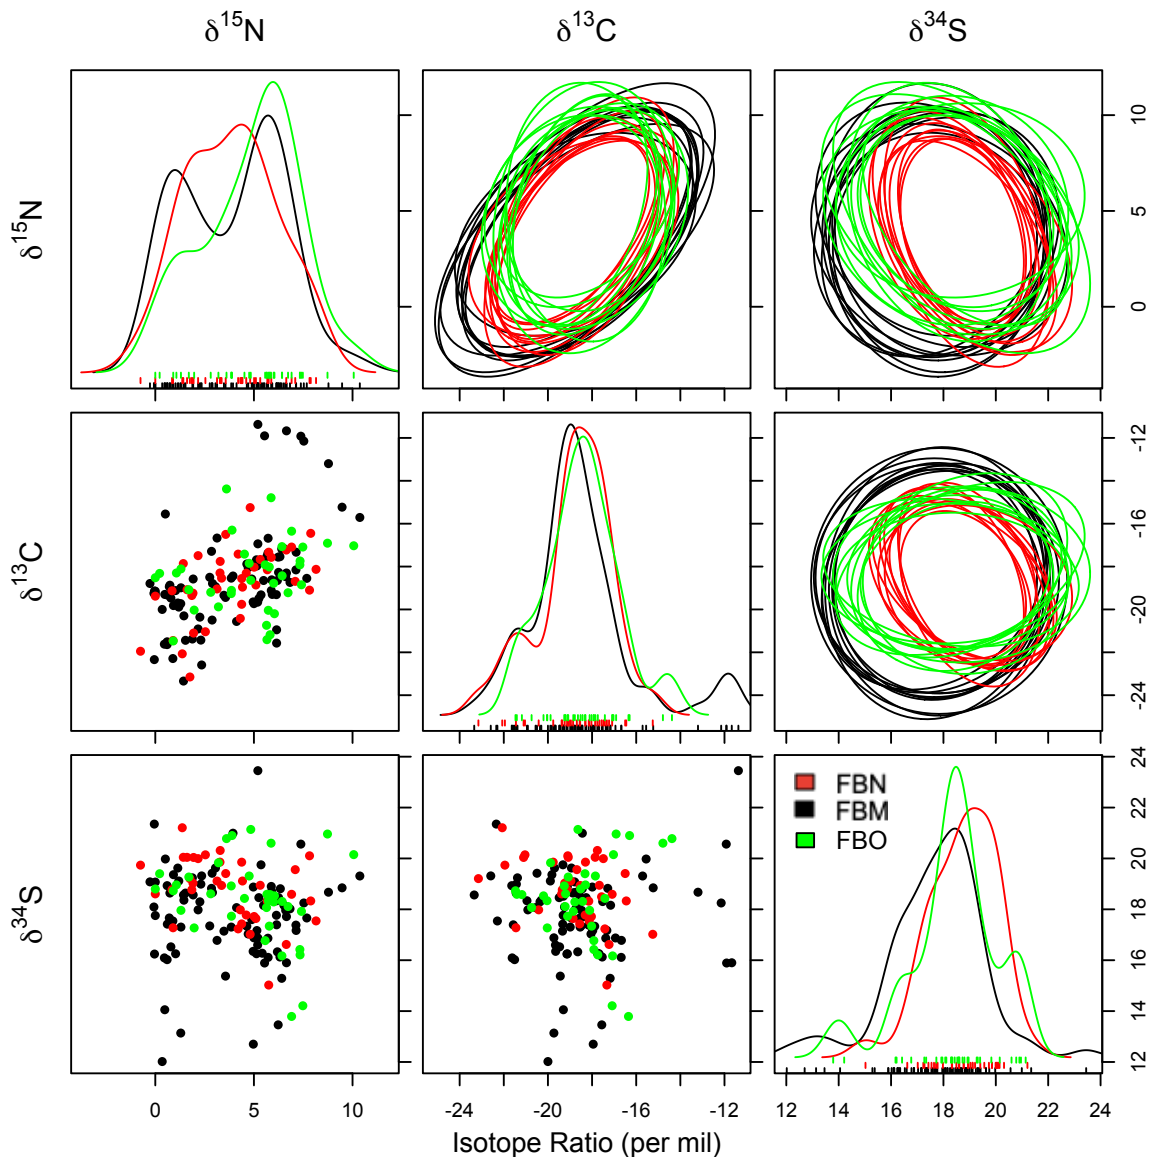 δ¹⁵N δ¹³C δ³⁴S
δ¹⁵N
10
5
0
δ¹³C
-12
-16
-20
-24
δ³⁴S
FBN
FBM
FBO
24
22
20
18
16
14
12
0 5 10 -24 -20 -16 -12 12 14 16 18 20 22 24
Isotope Ratio (per mil)